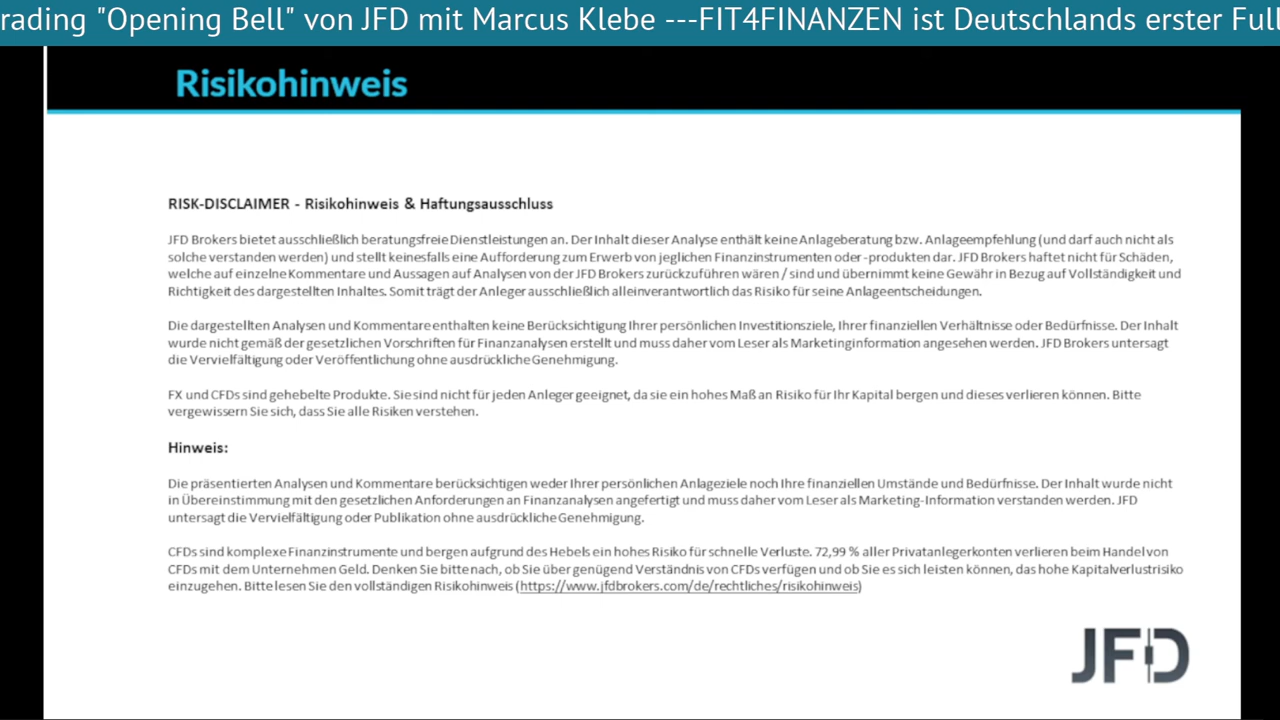 rading "Opening Bell" von JFD mit Marcus Klebe ---FIT4FINANZEN ist Deutschlands erster Full
Risikohinweis
RISK-DISCLAIMER - Risikohinweis & Haftungsausschluss
JFD Brokers bietet ausschließlich beratungsfreie Dienstleistungen an. Der Inhalt dieser Analyse enthält keine Anlageberatung bzw. Anlageempfehlung (und darf auch nicht als
solche verstanden werden) und stellt keinesfalls eine Aufforderung zum Erwerb von jeglichen Finanzinstrumenten oder -produkten dar. JFD Brokers haftet nicht für Schäden,
welche auf einzelne Kommentare und Aussagen auf Analysen von der JFD Brokers zurückzuführen wären / sind und übernimmt keine Gewähr in Bezug auf Vollständigkeit und
Richtigkeit des dargestellten Inhaltes. Somit trägt der Anleger ausschließlich alleinverantwortlich das Risiko für seine Anlageentscheidungen.
Die dargestellten Analysen und Kommentare enthalten keine Berücksichtigung Ihrer persönlichen Investitionsziele, Ihrer finanziellen Verhältnisse oder Bedürfnisse. Der Inhalt
wurde nicht gemäß der gesetzlichen Vorschriften für Finanzanalysen erstellt und muss daher vom Leser als Marketinginformation angesehen werden. JFD Brokers untersagt
die Vervielfältigung oder Veröffentlichung ohne ausdrückliche Genehmigung.
FX und CFDs sind gehebelte Produkte. Sie sind nicht für jeden Anleger geeignet, da sie ein hohes Maß an Risiko für Ihr Kapital bergen und dieses verlieren können. Bitte
vergewissern Sie sich, dass Sie alle Risiken verstehen.
Hinweis:
Die präsentierten Analysen und Kommentare berücksichtigen weder Ihrer persönlichen Anlageziele noch Ihre finanziellen Umstände und Bedürfnisse. Der Inhalt wurde nicht
in Übereinstimmung mit den gesetzlichen Anforderungen an Finanzanalysen angefertigt und muss daher vom Leser als Marketing-Information verstanden werden. JFD
untersagt die Vervielfältigung oder Publikation ohne ausdrückliche Genehmigung.
CFDs sind komplexe Finanzinstrumente und bergen aufgrund des Hebels ein hohes Risiko für schnelle Verluste. 72,99 % aller Privatanlegerkonten verlieren beim Handel von
CFDs mit dem Unternehmen Geld. Denken Sie bitte nach, ob Sie über genügend Verständnis von CFDs verfügen und ob Sie es sich leisten können, das hohe Kapitalverlustrisiko
einzugehen. Bitte lesen Sie den vollständigen Risikohinweis (https://www.jfdbrokers.com/de/rechtliches/risikohinweis)
JFD